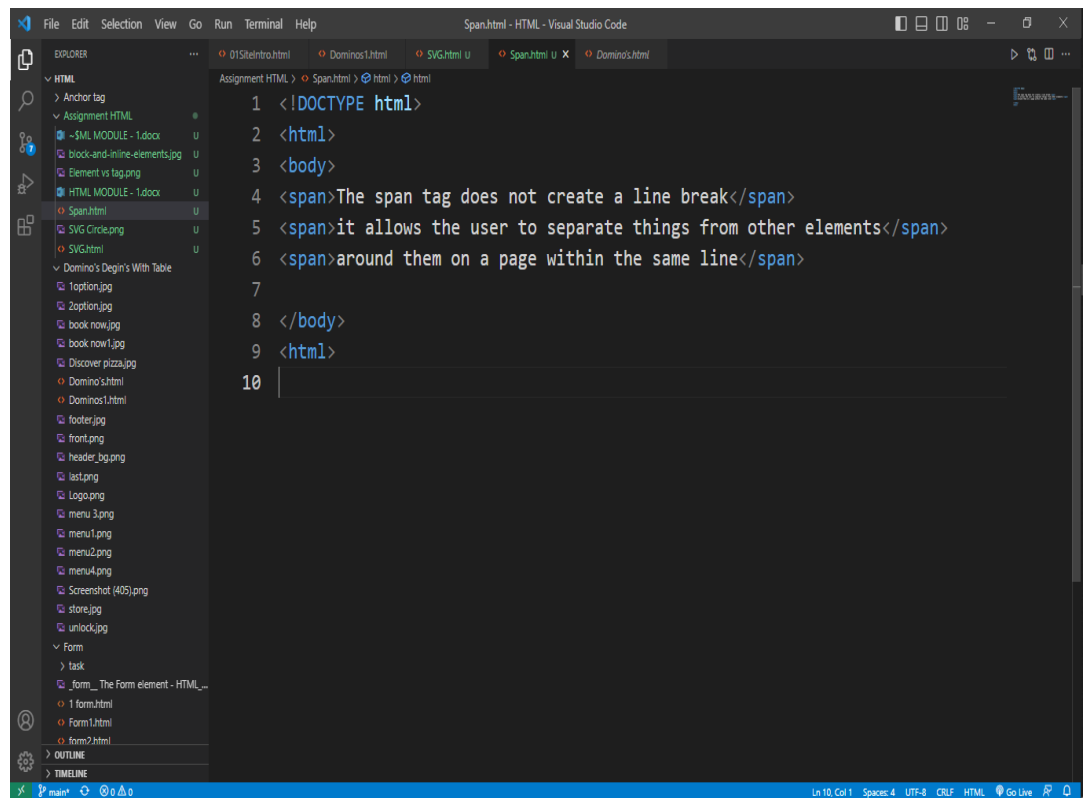 File Edit Selection View Go Run Terminal Help
Span.html - HTML - Visual Studio Code
EXPLORER
01SiteIntro.html Dominos1.html SVG.html U Span.html U X Domino's.html
HTML
Assignment HTML > Span.html > html > html
Anchor tag
Assignment HTML
~$ML MODULE - 1.docx U
block-and-inline-elements.jpg U
Element vs tag.png U
HTML MODULE - 1.docx U
Span.html U
SVG Circle.png U
SVG.html U
Domino's Degin's With Table
1option.jpg
2option.jpg
book now.jpg
book now1.jpg
Discover pizza.jpg
Domino's.html
Dominos1.html
footer.jpg
front.png
header_bg.png
last.png
Logo.png
menu 3.png
menu1.png
menu2.png
menu4.png
Screenshot (405).png
store.jpg
unlock.jpg
Form
task
_form_ The Form element - HTML_...
1 form.html
Form1.html
form2.html
OUTLINE
TIMELINE
1 <!DOCTYPE html>
2 <html>
3 <body>
4 <span>The span tag does not create a line break</span>
5 <span>it allows the user to separate things from other elements</span>
6 <span>around them on a page within the same line</span>
7
8 </body>
9 <html>
10
7
main* 0 0 Ln 10, Col 1 Spaces: 4 UTF-8 CRLF HTML Go Live